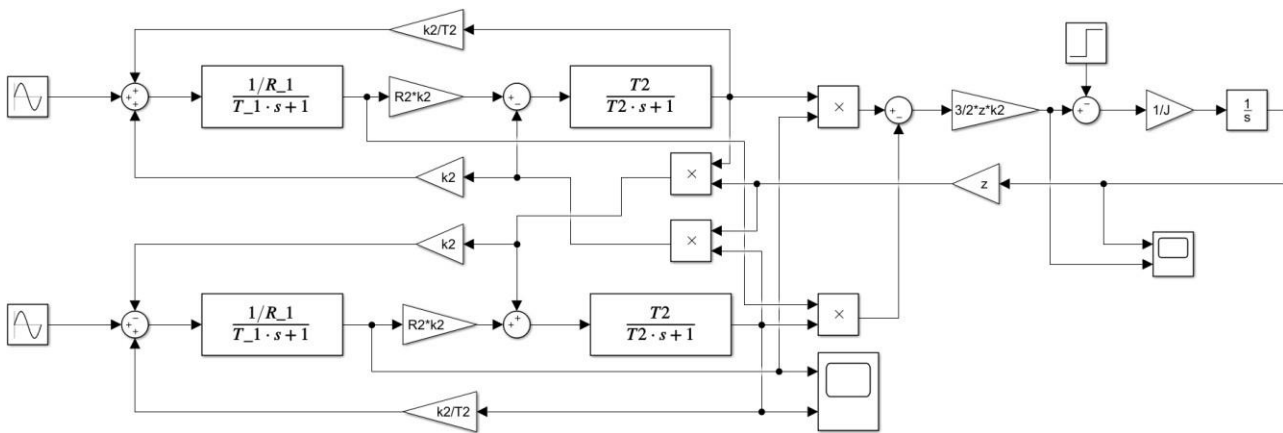 k2/T2
1/R_1
T_1·s+1
R2*k2
T2
T2·s+1
×
3/2*z*k2
1/J
1
s
k2
×
z
×
k2
1/R_1
T_1·s+1
R2*k2
T2
T2·s+1
×
k2/T2